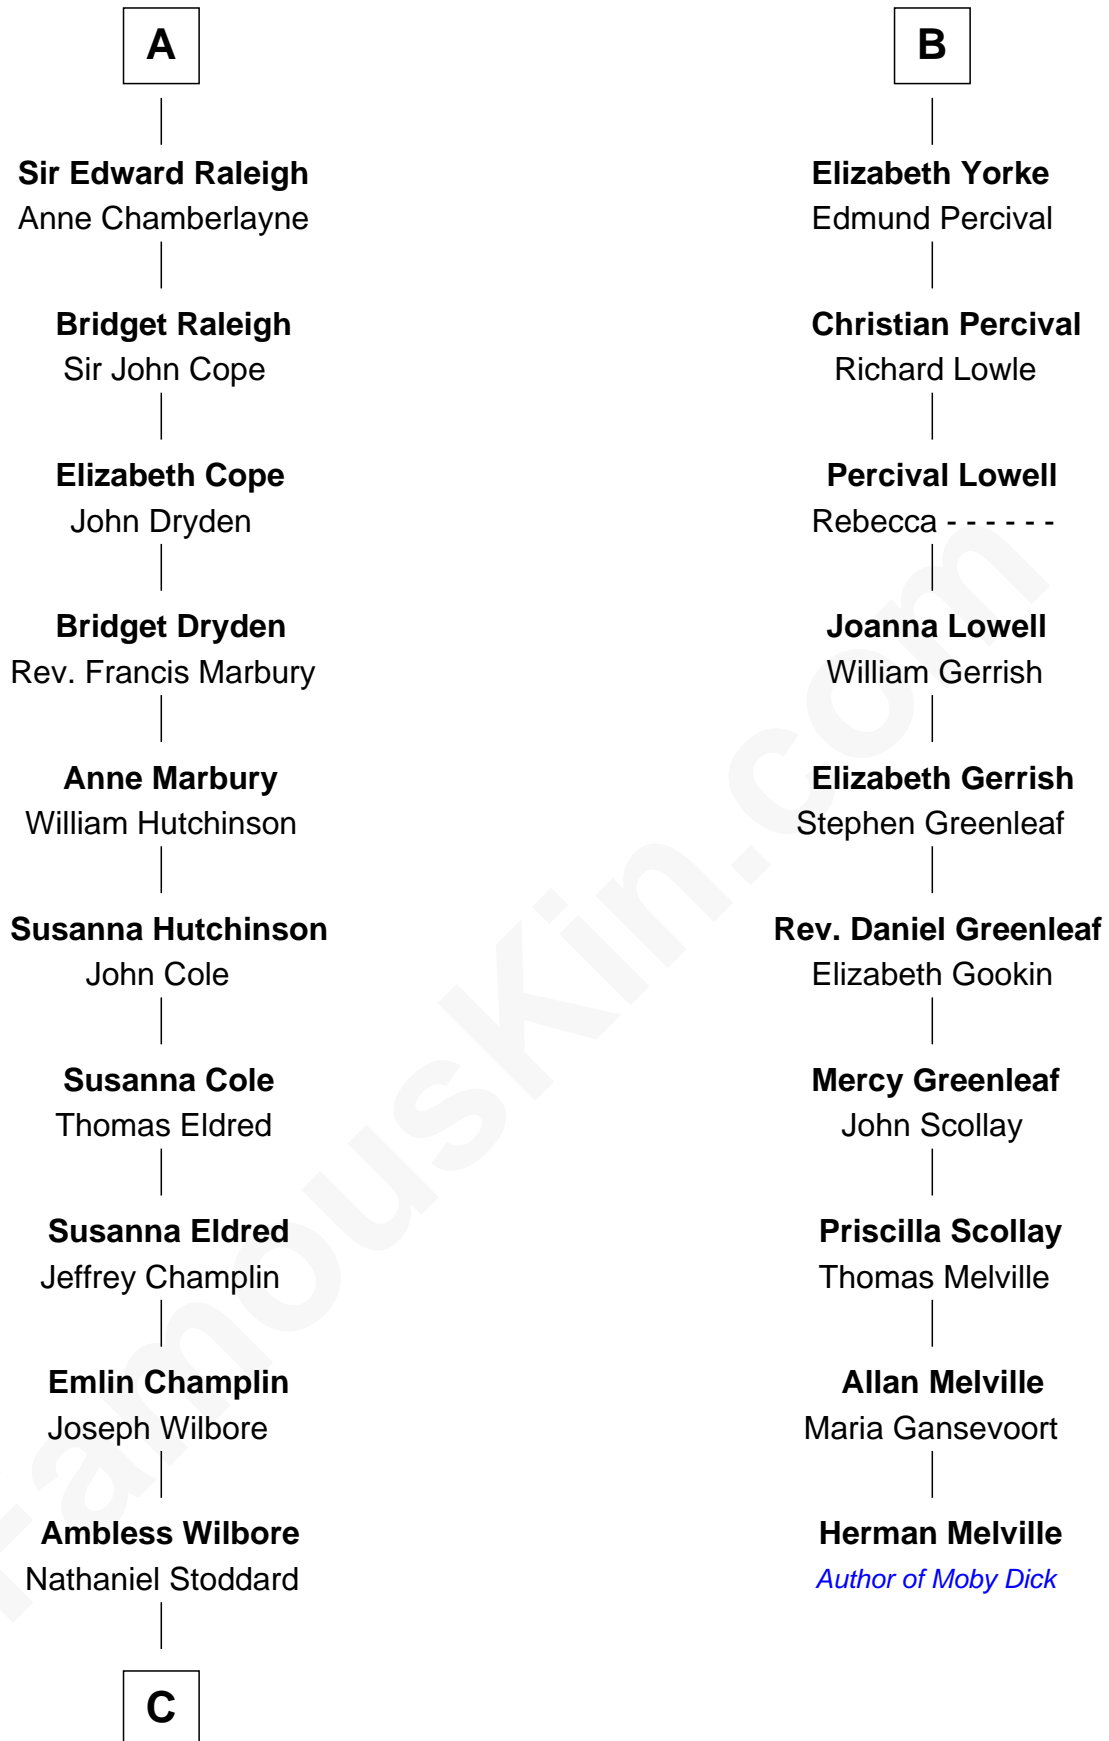 A
Sir Edward Raleigh
Anne Chamberlayne
Bridget Raleigh
Sir John Cope
Elizabeth Cope
John Dryden
Bridget Dryden
Rev. Francis Marbury
Anne Marbury
William Hutchinson
Susanna Hutchinson
John Cole
Susanna Cole
Thomas Eldred
Susanna Eldred
Jeffrey Champlin
Emlin Champlin
Joseph Wilbore
Ambless Wilbore
Nathaniel Stoddard
C
B
Elizabeth Yorke
Edmund Percival
Christian Percival
Richard Lowle
Percival Lowell
Rebecca - - - - - -
Joanna Lowell
William Gerrish
Elizabeth Gerrish
Stephen Greenleaf
Rev. Daniel Greenleaf
Elizabeth Gookin
Mercy Greenleaf
John Scollay
Priscilla Scollay
Thomas Melville
Allan Melville
Maria Gansevoort
Herman Melville
Author of Moby Dick
FamousKin.com